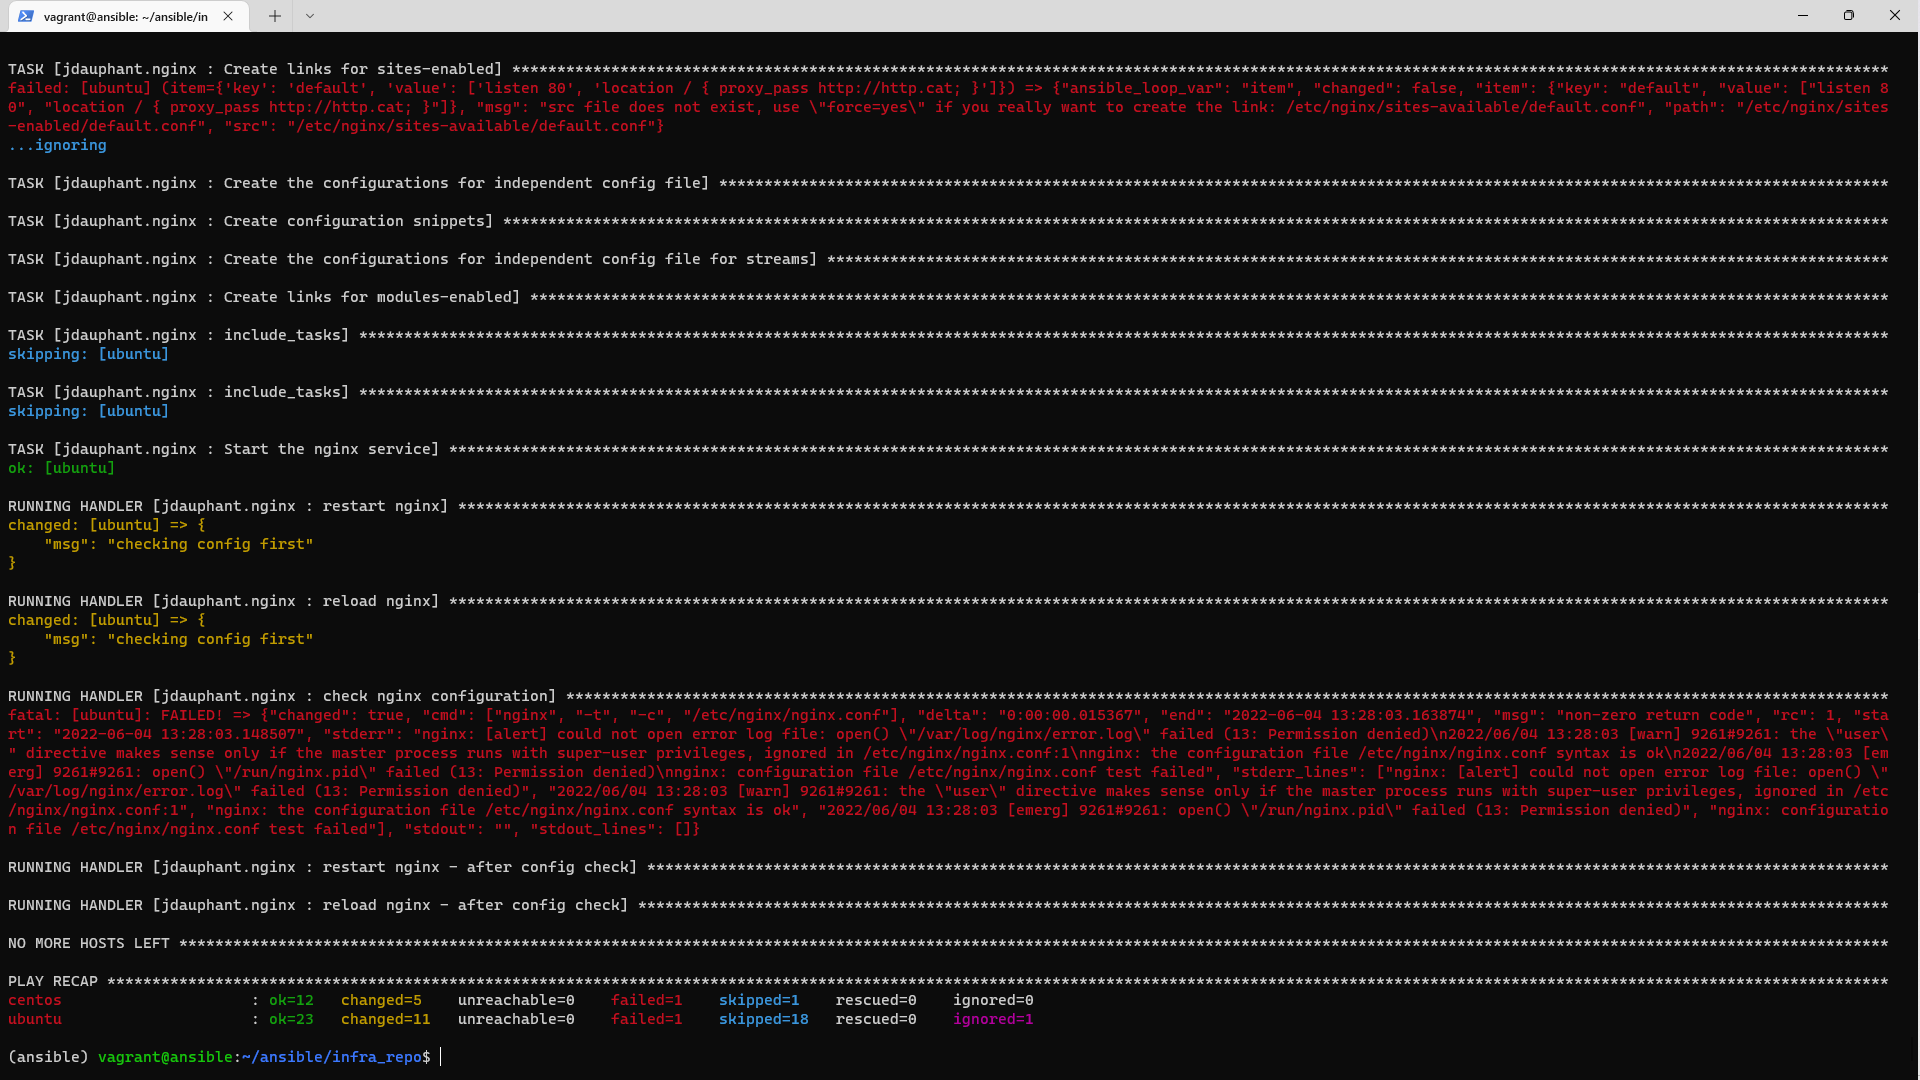 vagrant@ansible: ~/ansible/in
TASK [jdauphant.nginx : Create links for sites-enabled] *********************************************************************************************************************************************************
failed: [ubuntu] (item={'key': 'default', 'value': ['listen 80', 'location / { proxy_pass http://http.cat; }']}) => {"ansible_loop_var": "item", "changed": false, "item": {"key": "default", "value": ["listen 8
0", "location / { proxy_pass http://http.cat; }"]}, "msg": "src file does not exist, use \"force=yes\" if you really want to create the link: /etc/nginx/sites-available/default.conf", "path": "/etc/nginx/sites
-enabled/default.conf", "src": "/etc/nginx/sites-available/default.conf"}
...ignoring
TASK [jdauphant.nginx : Create the configurations for independent config file] **********************************************************************************************************************************
TASK [jdauphant.nginx : Create configuration snippets] **********************************************************************************************************************************************************
TASK [jdauphant.nginx : Create the configurations for independent config file for streams] **********************************************************************************************************************
TASK [jdauphant.nginx : Create links for modules-enabled] *******************************************************************************************************************************************************
TASK [jdauphant.nginx : include_tasks] **************************************************************************************************************************************************************************
skipping: [ubuntu]
TASK [jdauphant.nginx : include_tasks] **************************************************************************************************************************************************************************
skipping: [ubuntu]
TASK [jdauphant.nginx : Start the nginx service] ****************************************************************************************************************************************************************
ok: [ubuntu]
RUNNING HANDLER [jdauphant.nginx : restart nginx] ***************************************************************************************************************************************************************
changed: [ubuntu] => {
"msg": "checking config first"
}
RUNNING HANDLER [jdauphant.nginx : reload nginx] ****************************************************************************************************************************************************************
changed: [ubuntu] => {
"msg": "checking config first"
}
RUNNING HANDLER [jdauphant.nginx : check nginx configuration] ***************************************************************************************************************************************************
fatal: [ubuntu]: FAILED! => {"changed": true, "cmd": ["nginx", "-t", "-c", "/etc/nginx/nginx.conf"], "delta": "0:00:00.015367", "end": "2022-06-04 13:28:03.163874", "msg": "non-zero return code", "rc": 1, "sta
rt": "2022-06-04 13:28:03.148507", "stderr": "nginx: [alert] could not open error log file: open() \"/var/log/nginx/error.log\" failed (13: Permission denied)\n2022/06/04 13:28:03 [warn] 9261#9261: the \"user\
" directive makes sense only if the master process runs with super-user privileges, ignored in /etc/nginx/nginx.conf:1\nnginx: the configuration file /etc/nginx/nginx.conf syntax is ok\n2022/06/04 13:28:03 [em
erg] 9261#9261: open() \"/run/nginx.pid\" failed (13: Permission denied)\nnginx: configuration file /etc/nginx/nginx.conf test failed", "stderr_lines": ["nginx: [alert] could not open error log file: open() \"
/var/log/nginx/error.log\" failed (13: Permission denied)", "2022/06/04 13:28:03 [warn] 9261#9261: the \"user\" directive makes sense only if the master process runs with super-user privileges, ignored in /etc
/nginx/nginx.conf:1", "nginx: the configuration file /etc/nginx/nginx.conf syntax is ok", "2022/06/04 13:28:03 [emerg] 9261#9261: open() \"/run/nginx.pid\" failed (13: Permission denied)", "nginx: configuratio
n file /etc/nginx/nginx.conf test failed"], "stdout": "", "stdout_lines": []}
RUNNING HANDLER [jdauphant.nginx : restart nginx - after config check] ******************************************************************************************************************************************
RUNNING HANDLER [jdauphant.nginx : reload nginx - after config check] *******************************************************************************************************************************************
NO MORE HOSTS LEFT **********************************************************************************************************************************************************************************************
PLAY RECAP ******************************************************************************************************************************************************************************************************
centos : ok=12 changed=5 unreachable=0 failed=1 skipped=1 rescued=0 ignored=0
ubuntu : ok=23 changed=11 unreachable=0 failed=1 skipped=18 rescued=0 ignored=1
(ansible) vagrant@ansible:~/ansible/infra_repo$